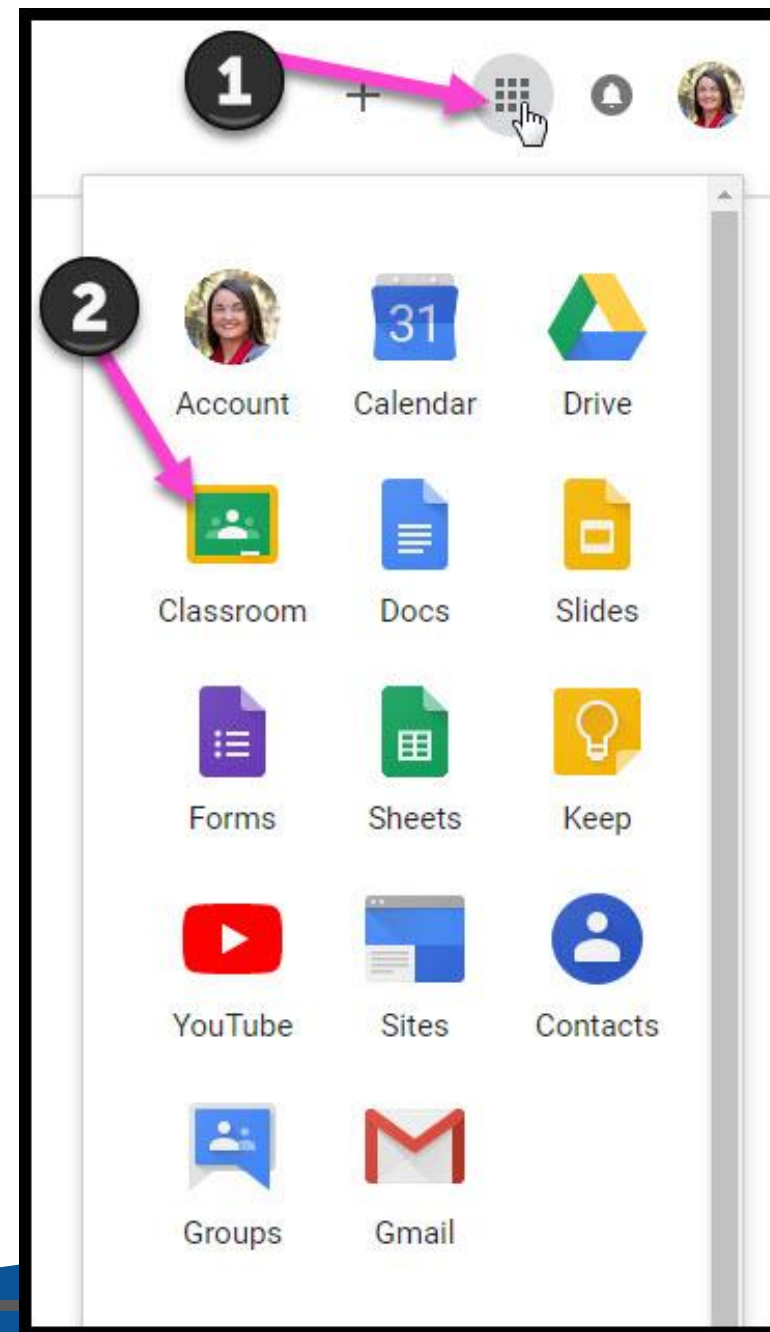 1
2
31
Account Calendar Drive
Classroom Docs Slides
Forms Sheets Keep
YouTube Sites Contacts
Groups Gmail